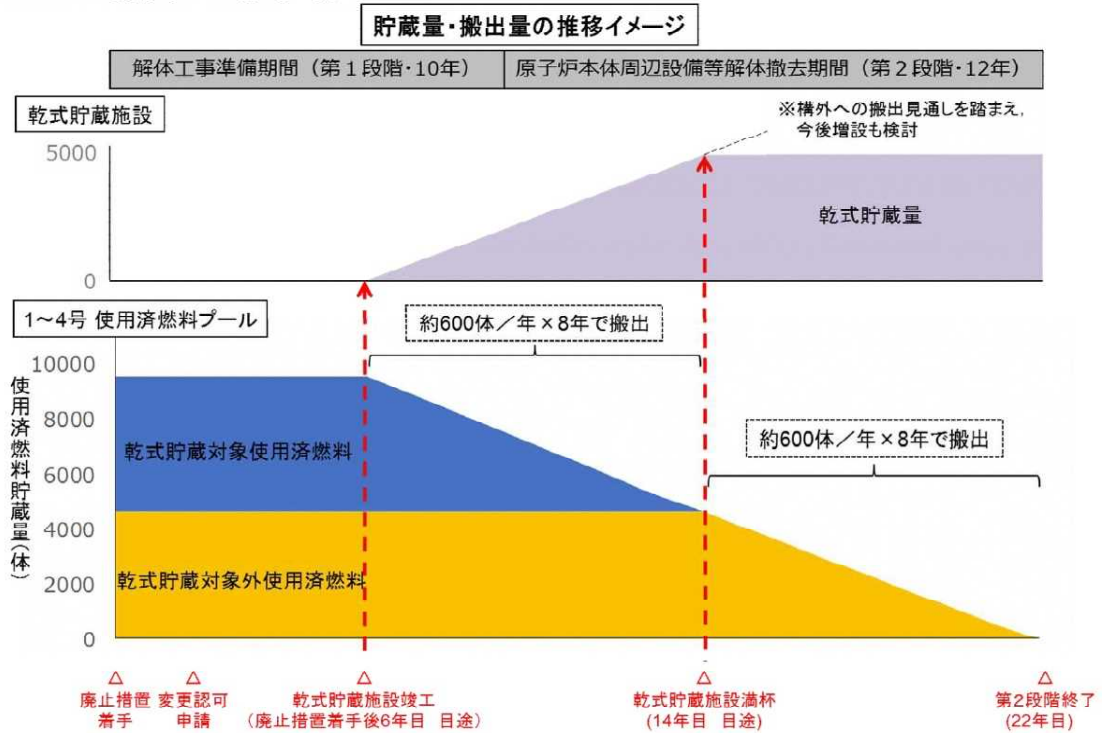 貯蔵量・搬出量の推移イメージ
解体工事準備期間（第１段階・10年）
原子炉本体周辺設備等解体撤去期間（第２段階・12年）
乾式貯蔵施設
※構外への搬出見通しを踏まえ，
今後増設も検討
5000
乾式貯蔵量
0
1～4号 使用済燃料プール
約600体／年×8年で搬出
10000
使用済燃料貯蔵量(体)
8000
約600体／年×8年で搬出
乾式貯蔵対象使用済燃料
6000
4000
乾式貯蔵対象外使用済燃料
2000
0
△
廃止措置
着手
△
変更認可
申請
△
乾式貯蔵施設竣工
（廃止措置着手後6年目 目途）
△
乾式貯蔵施設満杯
(14年目 目途)
△
第2段階終了
(22年目)